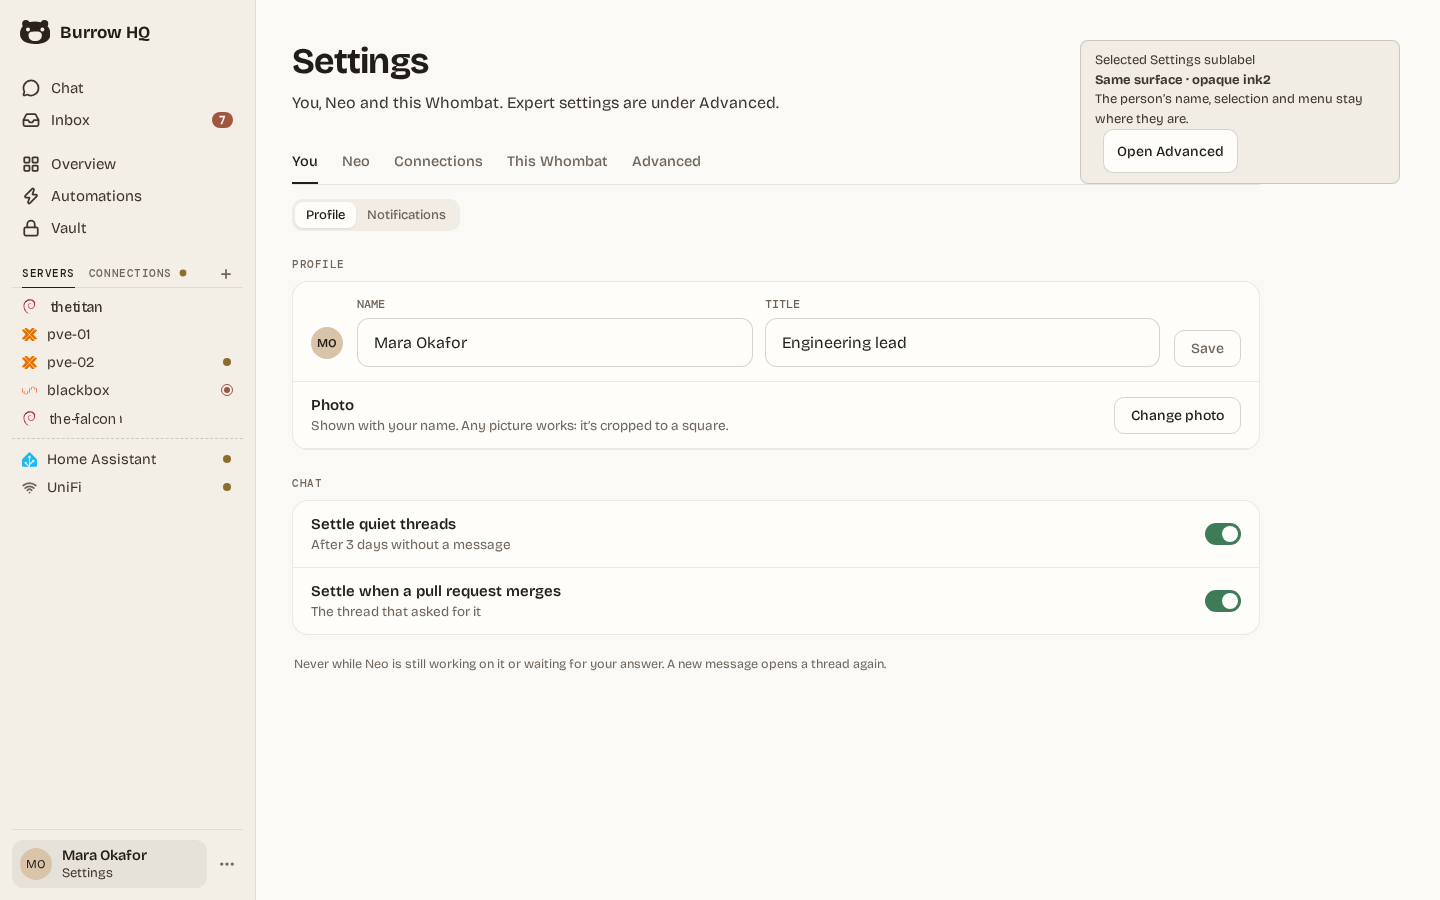 Burrow HQ
Chat
Inbox
7
Overview
Automations
Vault
SERVERS
CONNECTIONS
thetitan
pve-01
pve-02
blackbox
the-falcon
Home Assistant
UniFi
MO
Mara Okafor
Settings
Settings
You, Neo and this Whombat. Expert settings are under Advanced.
You
Neo
Connections
This Whombat
Advanced
Profile
Notifications
PROFILE
NAME
TITLE
MO
Mara Okafor
Engineering lead
Save
Photo
Shown with your name. Any picture works: it's cropped to a square.
Change photo
CHAT
Settle quiet threads
After 3 days without a message
Settle when a pull request merges
The thread that asked for it
Never while Neo is still working on it or waiting for your answer. A new message opens a thread again.
Selected Settings sublabel
Same surface · opaque ink2
The person's name, selection and menu stay
where they are.
Open Advanced